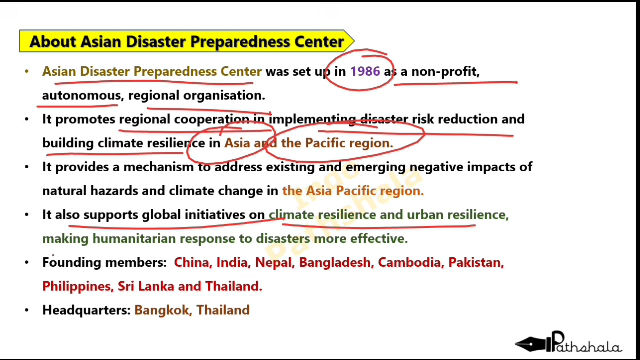 About Asian Disaster Preparedness Center
• Asian Disaster Preparedness Center was set up in 1986 as a non-profit,
autonomous, regional organisation.
• It promotes regional cooperation in implementing disaster risk reduction and
building climate resilience in Asia and the Pacific region.
• It provides a mechanism to address existing and emerging negative impacts of
natural hazards and climate change in the Asia Pacific region.
• It also supports global initiatives on climate resilience and urban resilience,
making humanitarian response to disasters more effective.
• Founding members: China, India, Nepal, Bangladesh, Cambodia, Pakistan,
Philippines, Sri Lanka and Thailand.
• Headquarters: Bangkok, Thailand
Pathshala
Pathshala